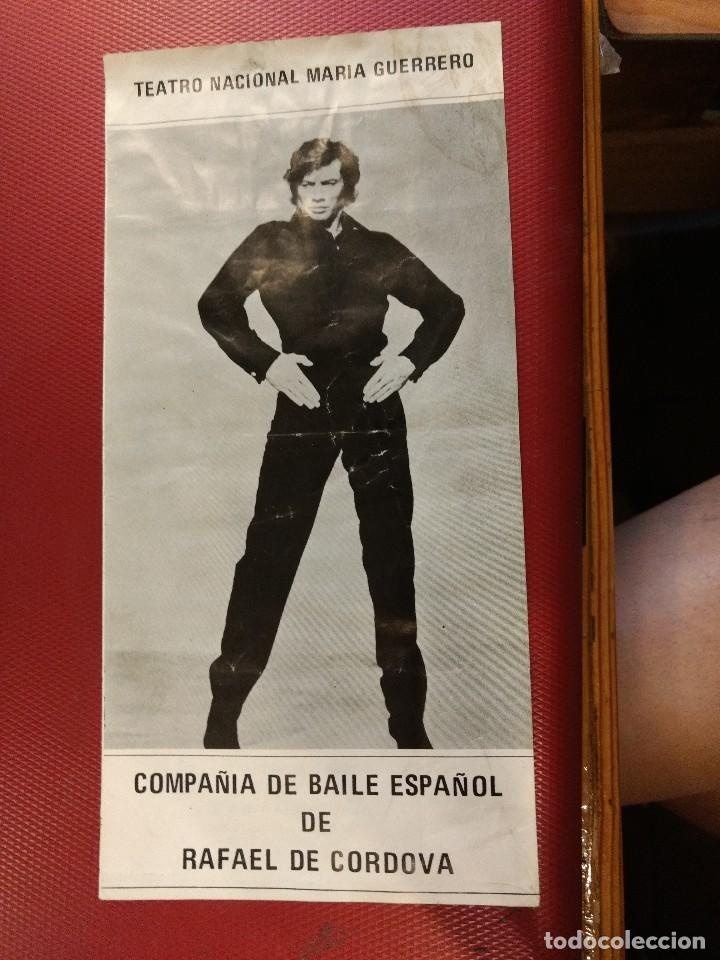 TEATRO NACIONAL MARIA GUERRERO
COMPAÑIA DE BAILE ESPAÑOL
DE
RAFAEL DE CORDOVA
todocoleccion